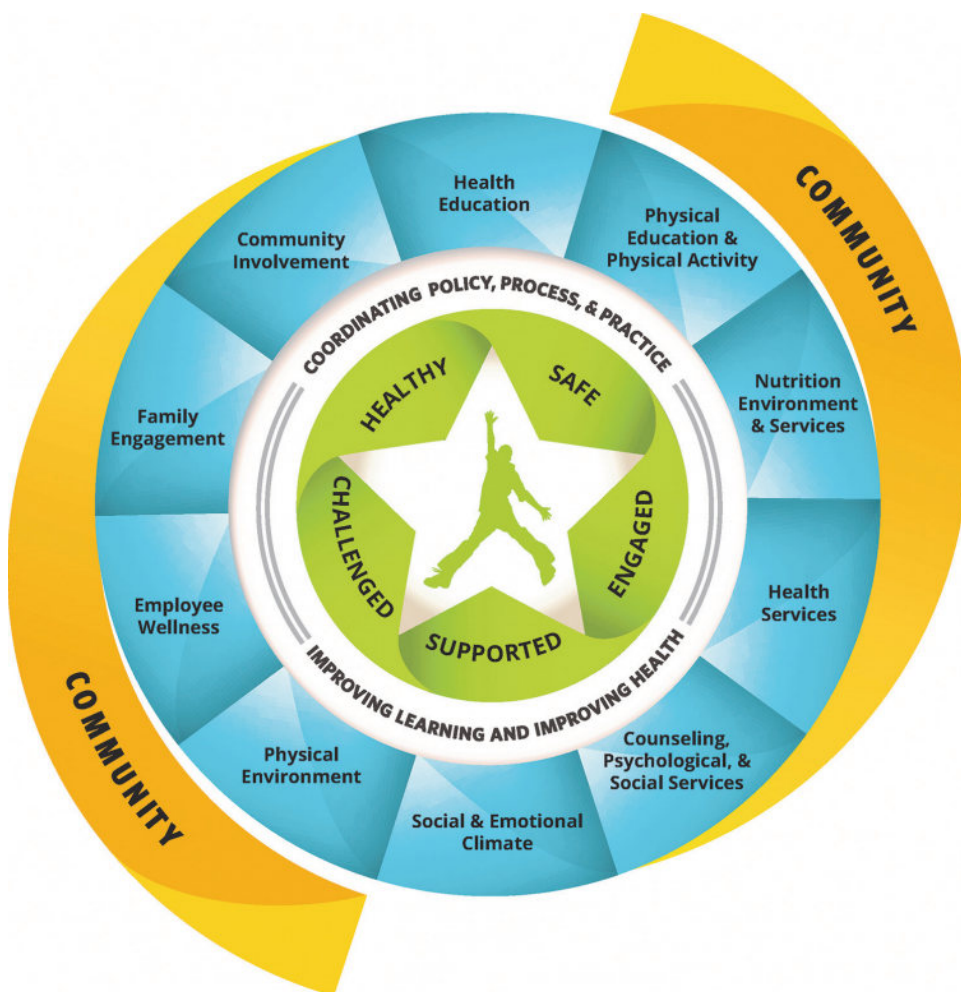 COMMUNITY
Health
Education
Physical
Education &
Physical Activity
Nutrition
Environment
& Services
Health
Services
Counseling,
Psychological, &
Social Services
Social & Emotional
Climate
Physical
Environment
Employee
Wellness
Family
Engagement
Community
Involvement
COORDINATING POLICY, PROCESS, & PRACTICE
IMPROVING LEARNING AND IMPROVING HEALTH
HEALTHY
SAFE
ENGAGED
SUPPORTED
CHALLENGED
COMMUNITY